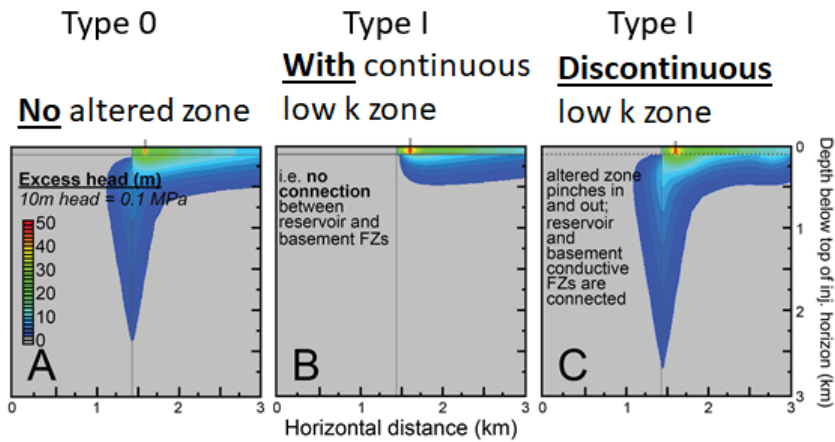 Type 0
No altered zone
Excess head (m)
10m head = 0.1 MPa
50
40
30
20
10
0
A
0 1 2 3
Type I
With continuous
low k zone
i.e. no
connection
between
reservoir and
basement FZs
B
0 1 2 3
Horizontal distance (km)
Type I
Discontinuous
low k zone
altered zone
pinches in
and out;
reservoir
and
basement
conductive
FZs are
connected
C
0 1 2 3
0
1
2
3
Depth below top of inj. horizon (km)